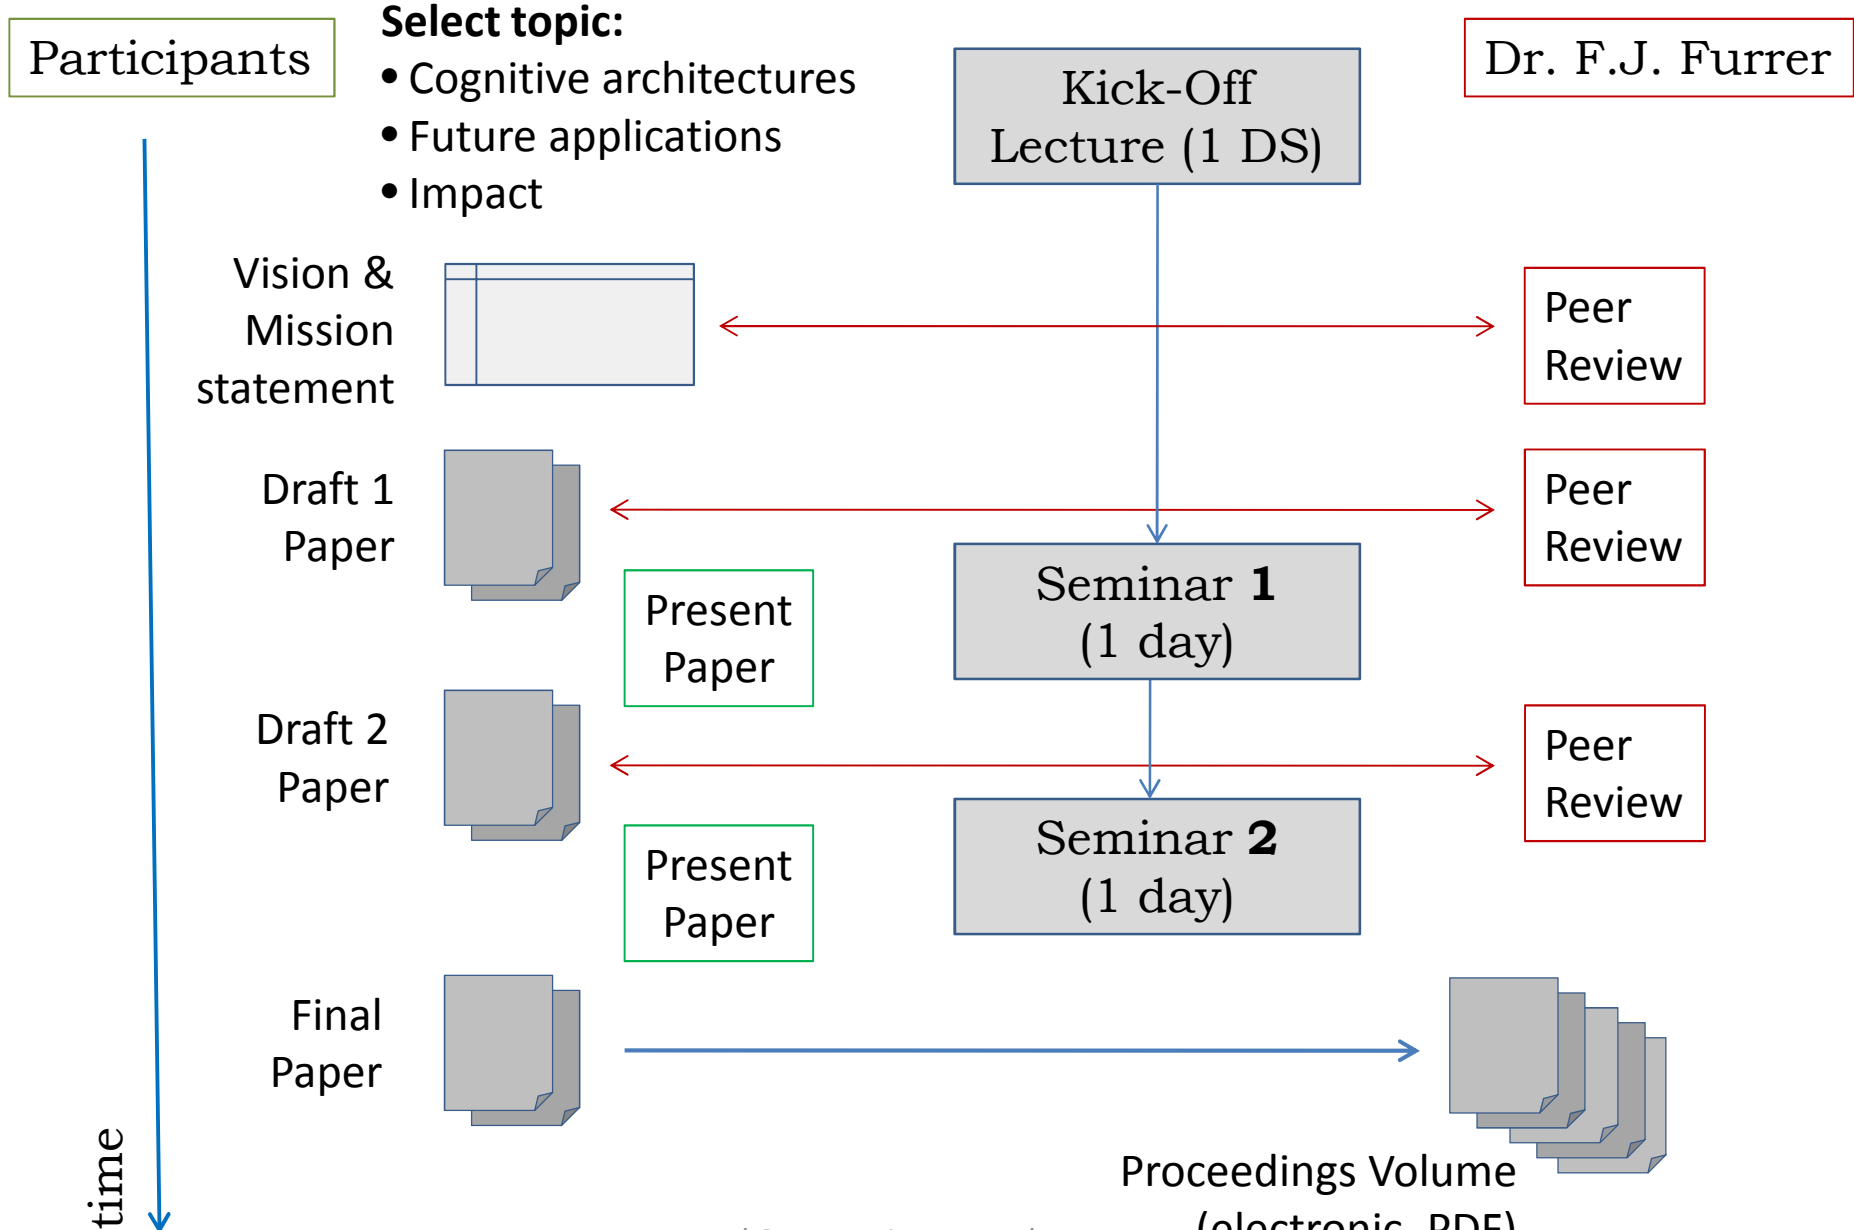 Participants
Select topic:
• Cognitive architectures
• Future applications
• Impact
Kick-Off
Lecture (1 DS)
Dr. F.J. Furrer
Vision &
Mission
statement
Peer
Review
Draft 1
Paper
Peer
Review
Present
Paper
Seminar 1
(1 day)
Draft 2
Paper
Peer
Review
Present
Paper
Seminar 2
(1 day)
Final
Paper
time
Proceedings Volume
(electronic, PDF)